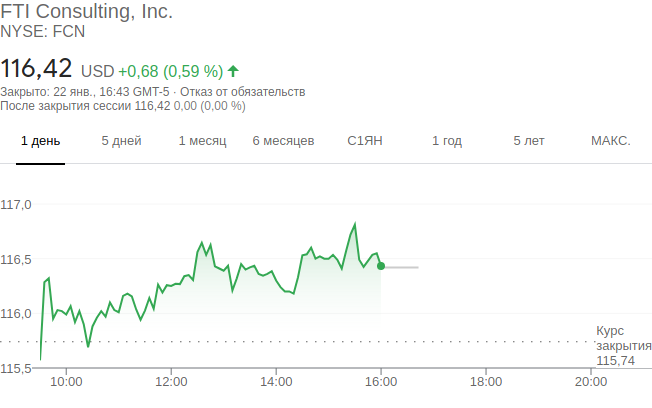 FTI Consulting, Inc.
NYSE: FCN
116,42 USD +0,68 (0,59 %)
Закрыто: 22 янв., 16:43 GMT-5 · Отказ от обязательств
После закрытия сессии 116,42 0,00 (0,00 %)
1 день 5 дней 1 месяц 6 месяцев С1ЯН 1 год 5 лет МАКС.
117,0
116,5
116,0
Курс
закрытия
115,74
115,5
10:00 12:00 14:00 16:00 18:00 20:00